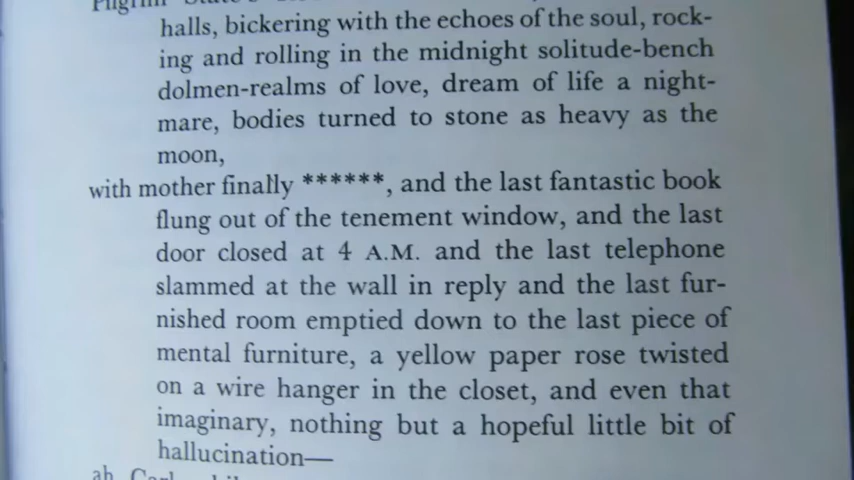 Pilgrim State's
halls, bickering with the echoes of the soul, rock-
ing and rolling in the midnight solitude-bench
dolmen-realms of love, dream of life a night-
mare, bodies turned to stone as heavy as the
moon,
with mother finally ******, and the last fantastic book
flung out of the tenement window, and the last
door closed at 4 A.M. and the last telephone
slammed at the wall in reply and the last fur-
nished room emptied down to the last piece of
mental furniture, a yellow paper rose twisted
on a wire hanger in the closet, and even that
imaginary, nothing but a hopeful little bit of
hallucination—
ah